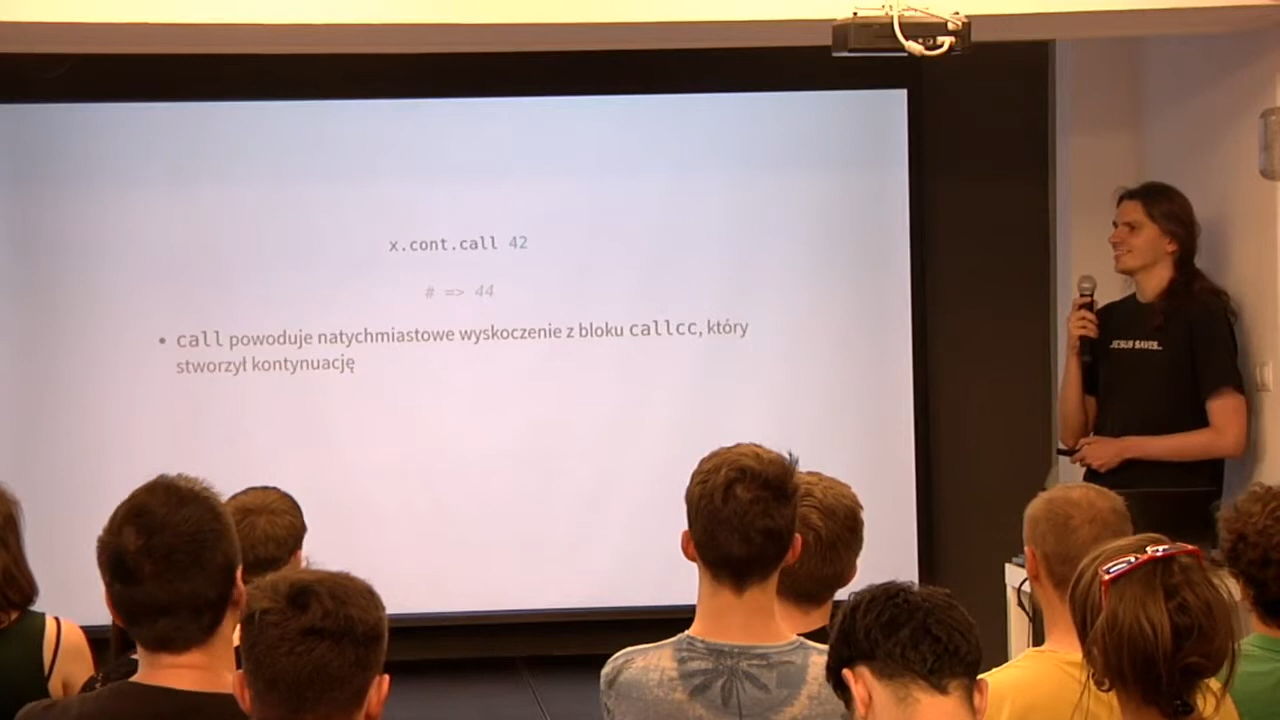 x.cont.call 42
# => 44
• call powoduje natychmiastowe wyskoczenie z bloku callcc, który
stworzył kontynuację
JESUS SAVES..